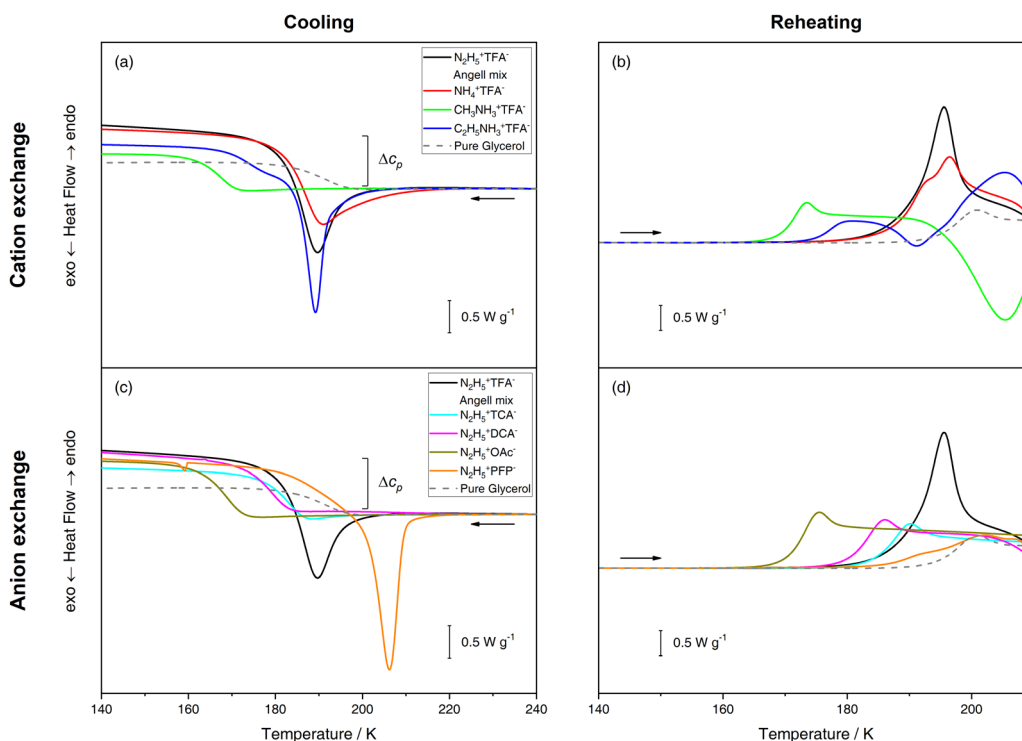 Cooling
Reheating
Cation exchange
Anion exchange
(a)
N₂H₅⁺TFA⁻
Angell mix
NH₄⁺TFA⁻
CH₃NH₃⁺TFA⁻
C₂H₅NH₃⁺TFA⁻
Pure Glycerol
Δcₚ
0.5 W g⁻¹
exo ← Heat Flow → endo
(b)
0.5 W g⁻¹
(c)
N₂H₅⁺TFA⁻
Angell mix
N₂H₅⁺TCA⁻
N₂H₅⁺DCA⁻
N₂H₅⁺OAc⁻
N₂H₅⁺PFP⁻
Pure Glycerol
Δcₚ
0.5 W g⁻¹
exo ← Heat Flow → endo
140 160 180 200 220 240
Temperature / K
(d)
0.5 W g⁻¹
140 160 180 200
Temperature / K